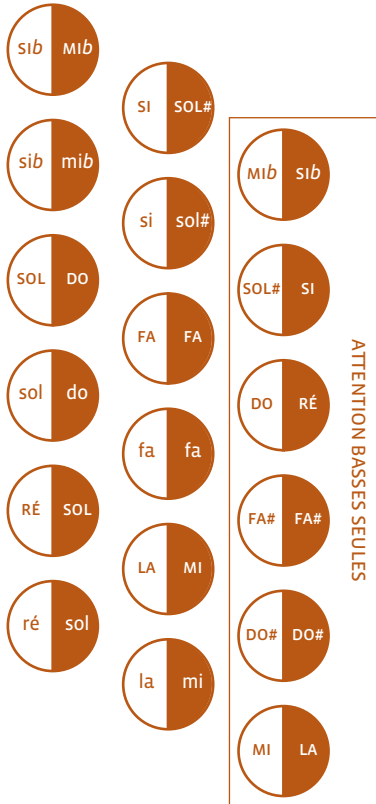 SIb MIb
sib mib
SOL DO
sol do
RÉ SOL
ré sol
SI SOL#
si sol#
FA FA
fa fa
LA MI
la mi
MIb SIb
SOL# SI
DO RÉ
FA# FA#
DO# DO#
MI LA
ATTENTION BASSES SEULES